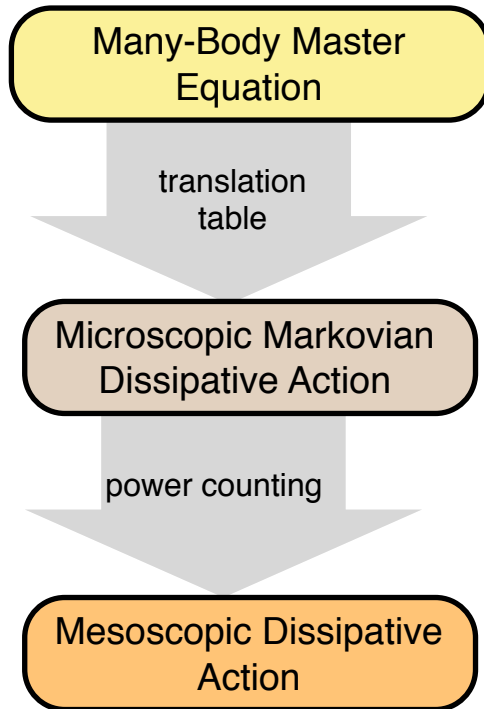 Many-Body Master
Equation
translation
table
Microscopic Markovian
Dissipative Action
power counting
Mesoscopic Dissipative
Action